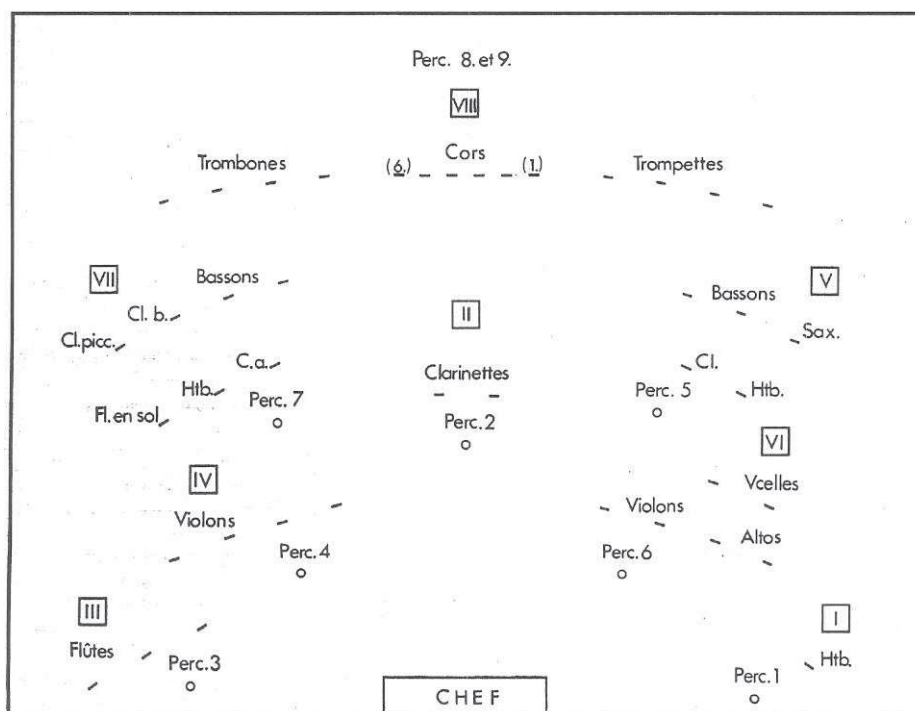 Perc. 8. et 9.
VIII
Trombones (6.) Cors (1.) Trompettes
VII Bassons
Cl. b.
Cl.picc.
C.a.
Htb.
Fl.en sol
Perc. 7
II
Clarinettes
Perc.2
V
Bassons
Sax.
Cl.
Htb.
Perc. 5
IV
Violons
Perc.4
VI
Vcelles
Violons
Altos
Perc.6
III
Flûtes
Perc.3
I
Htb.
Perc.1
CHEF